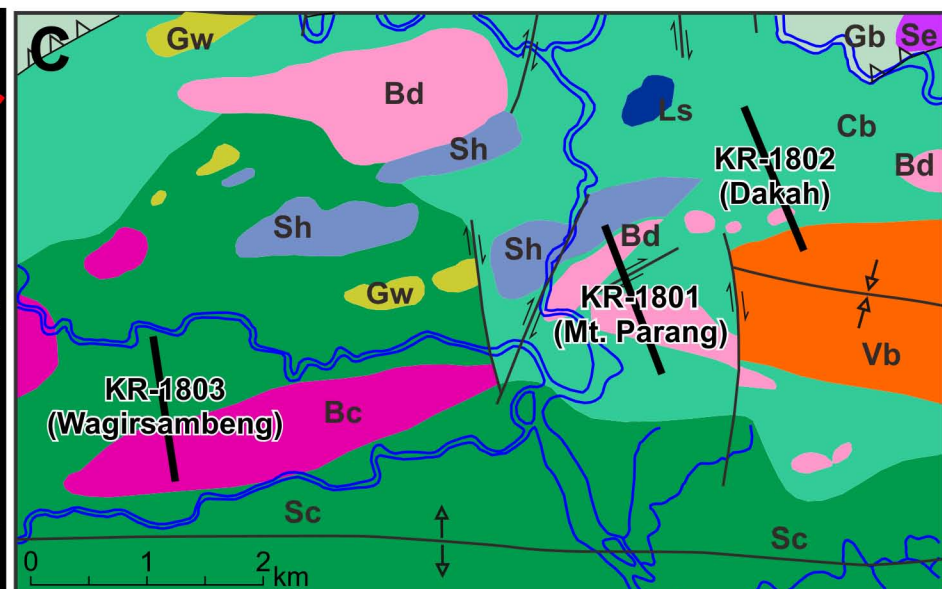 C
Gw
Gb
Se
Bd
Ls
Cb
Sh
KR-1802
(Dakah)
Bd
Sh
Sh
Bd
Gw
KR-1801
(Mt. Parang)
Vb
KR-1803
(Wagirsambeng)
Bc
Sc
Sc
0 1 2 km